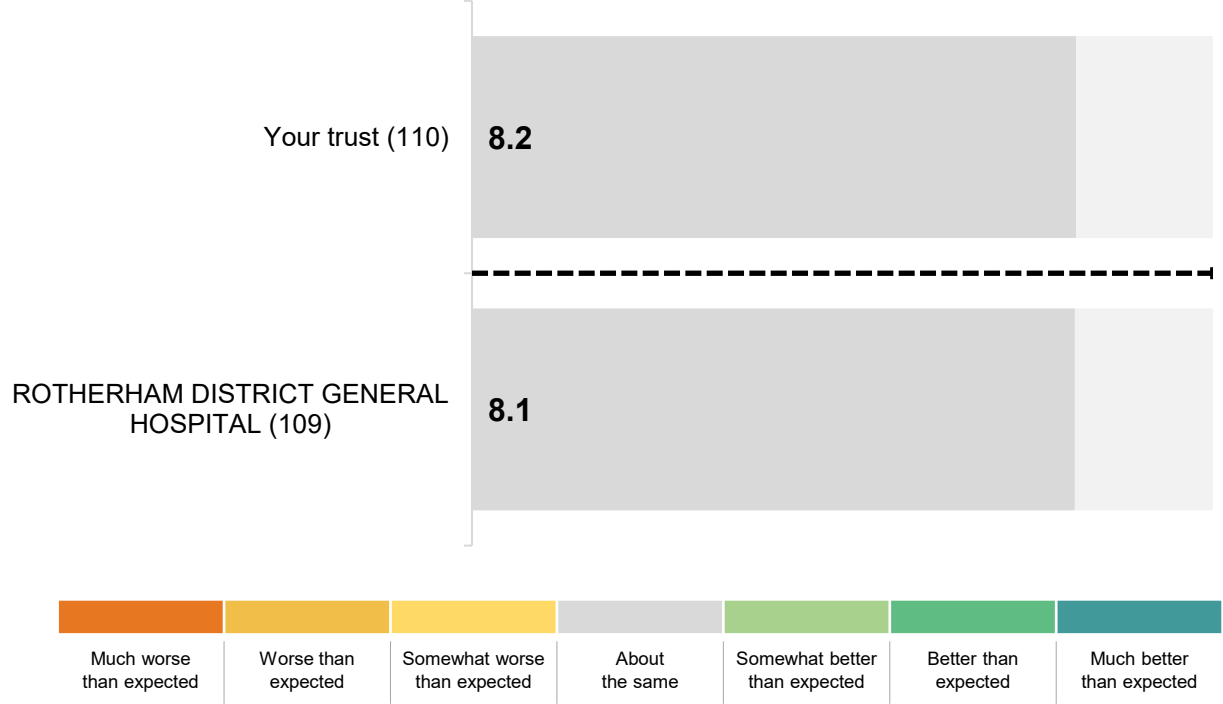 Your trust (110)
8.2
ROTHERHAM DISTRICT GENERAL
HOSPITAL (109)
8.1
Much worse
than expected
Worse than
expected
Somewhat worse
than expected
About
the same
Somewhat better
than expected
Better than
expected
Much better
than expected